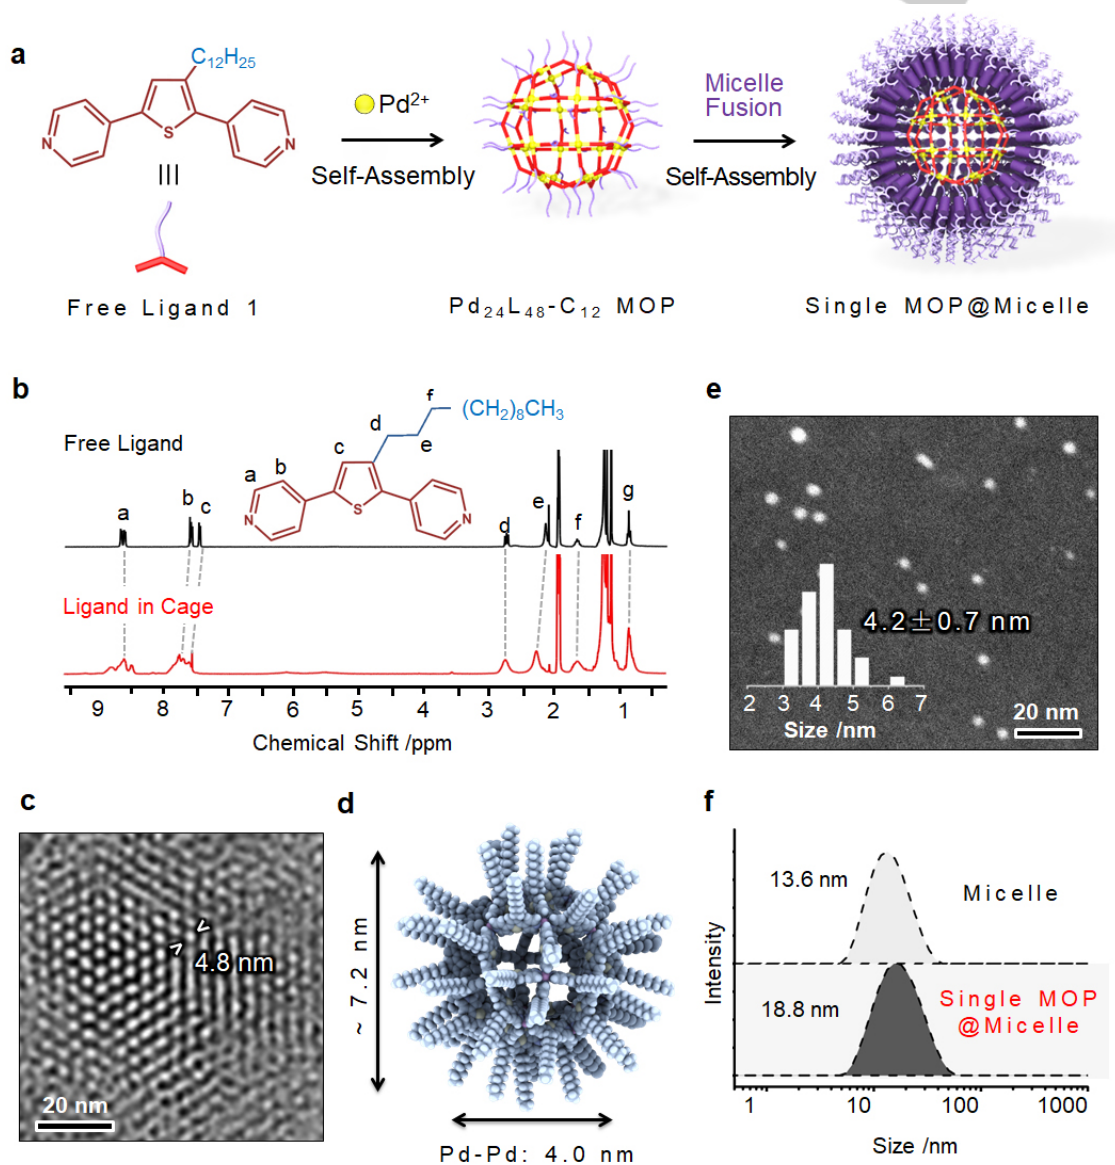 a
C12H25
S
N
N
Pd2+
Self-Assembly
Micelle
Fusion
Self-Assembly
Free Ligand 1
Pd24L48-C12 MOP
Single MOP@Micelle
b
Free Ligand
f
(CH2)8CH3
d
e
c
a
b
S
N
N
a
b
c
d
e
f
g
Ligand in Cage
9 8 7 6 5 4 3 2 1
Chemical Shift /ppm
e
4.2±0.7 nm
2 3 4 5 6 7
Size /nm
20 nm
c
4.8 nm
20 nm
d
~ 7.2 nm
Pd-Pd: 4.0 nm
f
Intensity
13.6 nm
Micelle
18.8 nm
Single MOP
@Micelle
1 10 100 1000
Size /nm